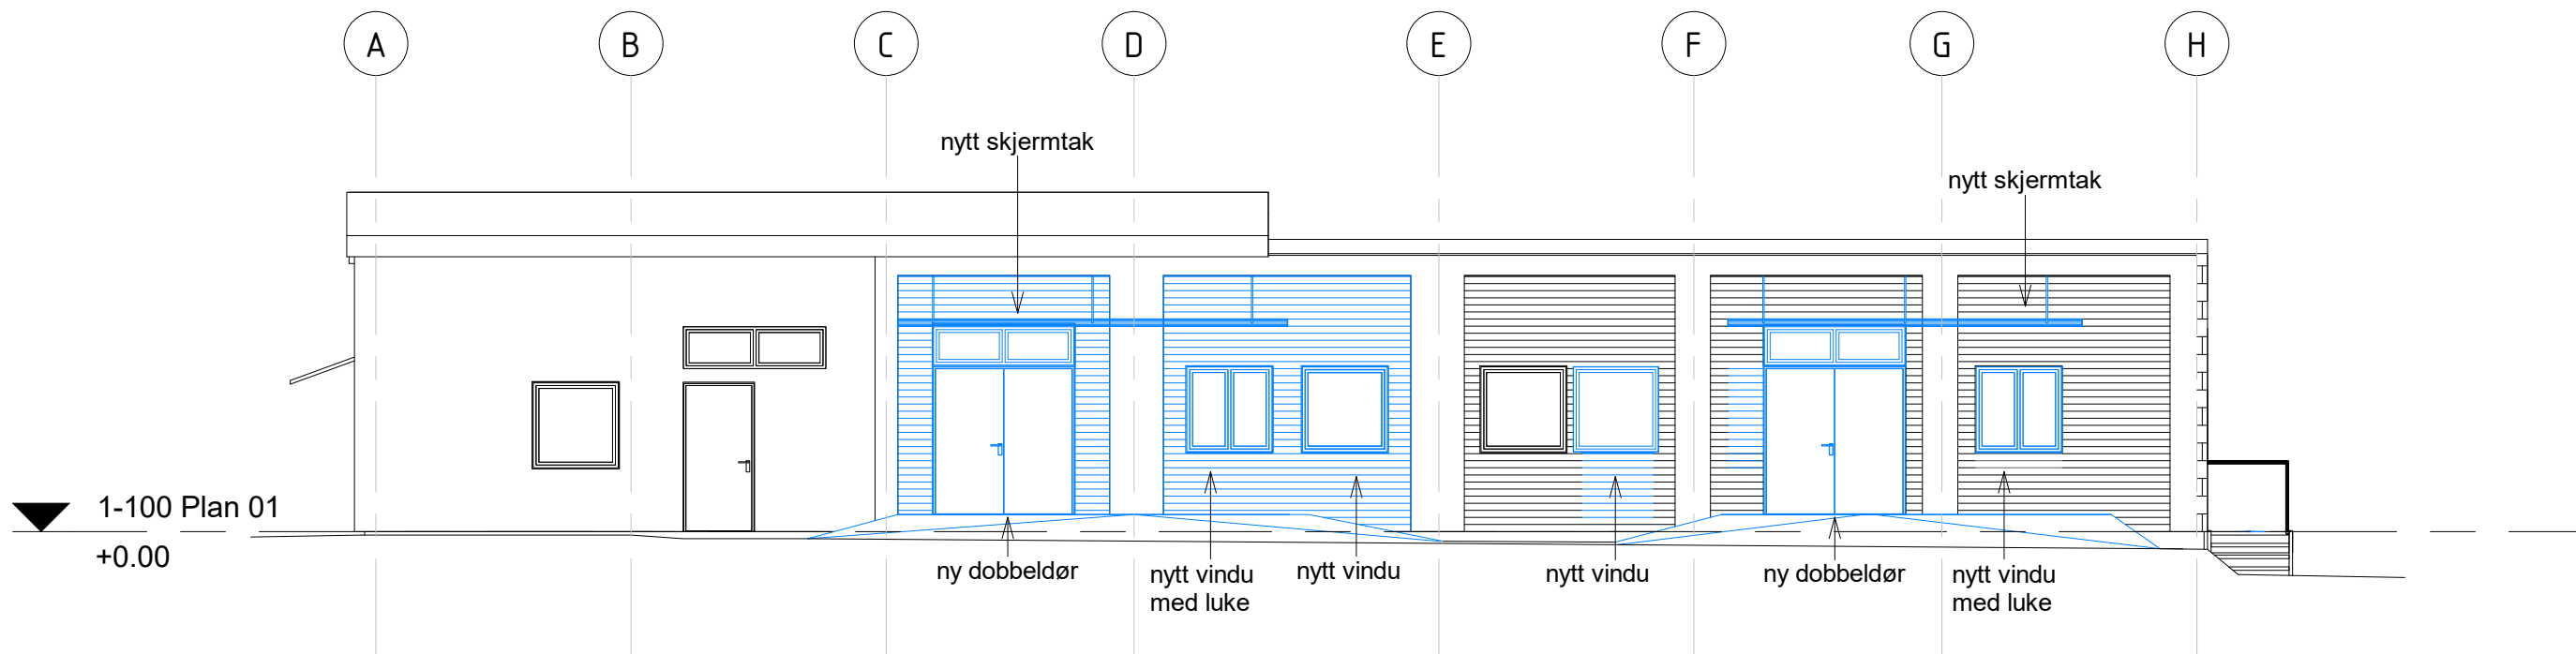 A B C D E F G H
nytt skjermtak
nytt skjermtak
1-100 Plan 01
+0.00
ny dobbeldør
nytt vindu
med luke
nytt vindu
nytt vindu
ny dobbeldør
nytt vindu
med luke